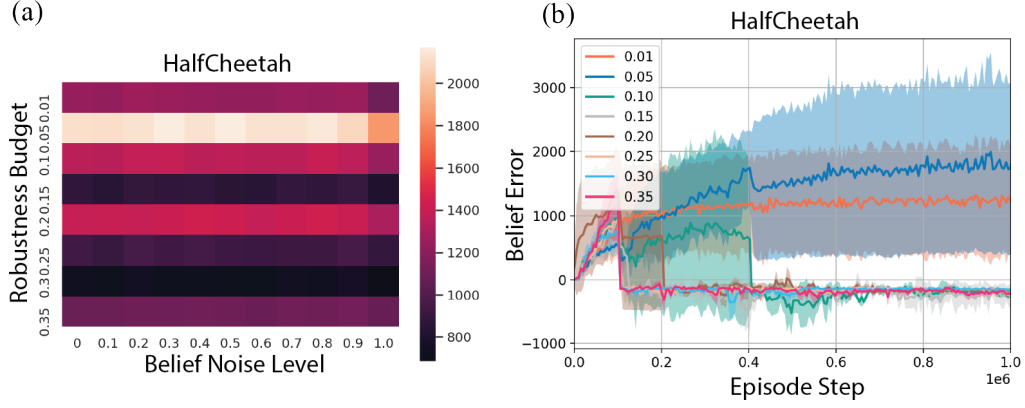 (a)
HalfCheetah
Robustness Budget
0.01
0.05
0.1
0.15
0.20
0.25
0.3
0.35
0 0.1 0.2 0.3 0.4 0.5 0.6 0.7 0.8 0.9 1.0
Belief Noise Level
2000
1800
1600
1400
1200
1000
800
(b)
HalfCheetah
Belief Error
3000
2000
1000
0
−1000
0.01
0.05
0.10
0.15
0.20
0.25
0.30
0.35
0.0 0.2 0.4 0.6 0.8 1.0
1e6
Episode Step